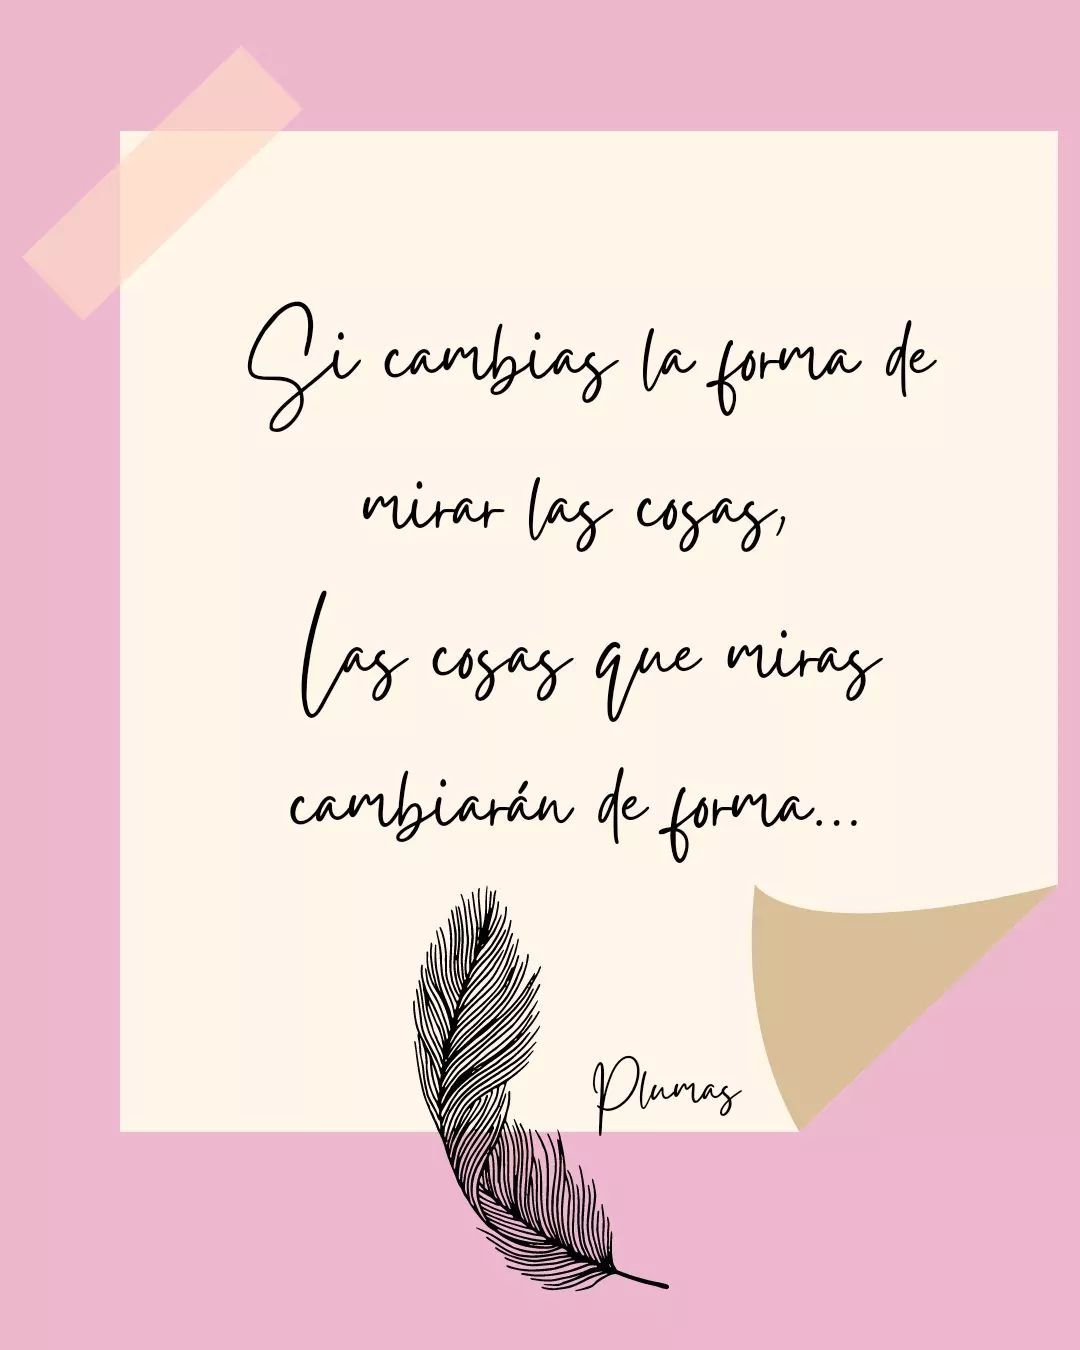 Si cambias la forma de
mirar las cosas,
Las cosas que miras
cambiarán de forma...
Plumas